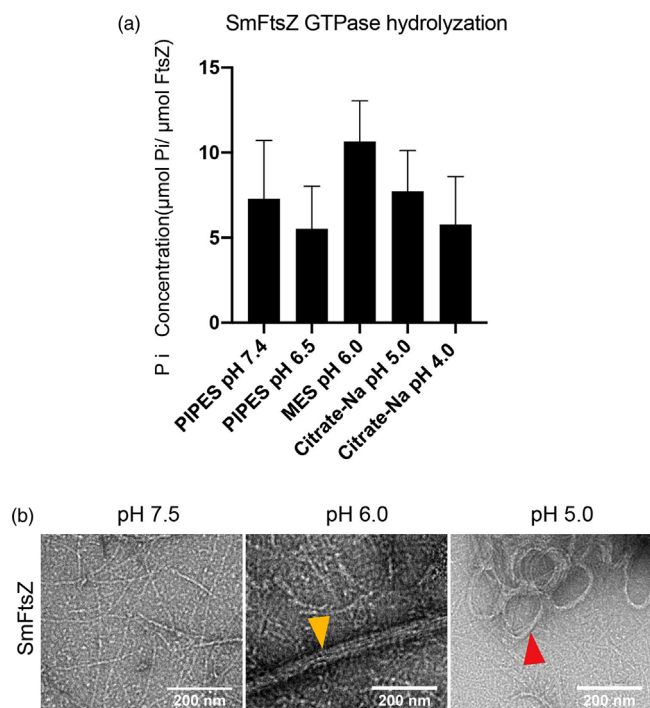 (a) SmFtsZ GTPase hydrolyzation
P i Concentration(μmol Pi/ μmol FtsZ)
15
10
5
0
PIPES pH 7.4
PIPES pH 6.5
MES pH 6.0
Citrate-Na pH 5.0
Citrate-Na pH 4.0
(b) pH 7.5 pH 6.0 pH 5.0
SmFtsZ
200 nm 200 nm 200 nm